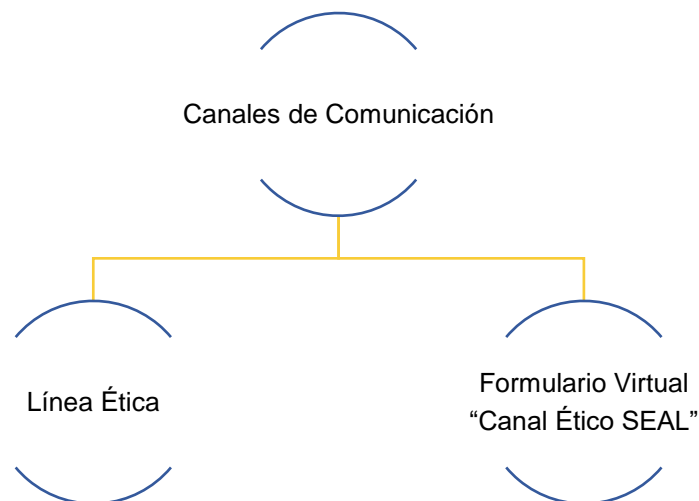 Canales de Comunicación
Línea Ética
Formulario Virtual
“Canal Ético SEAL”